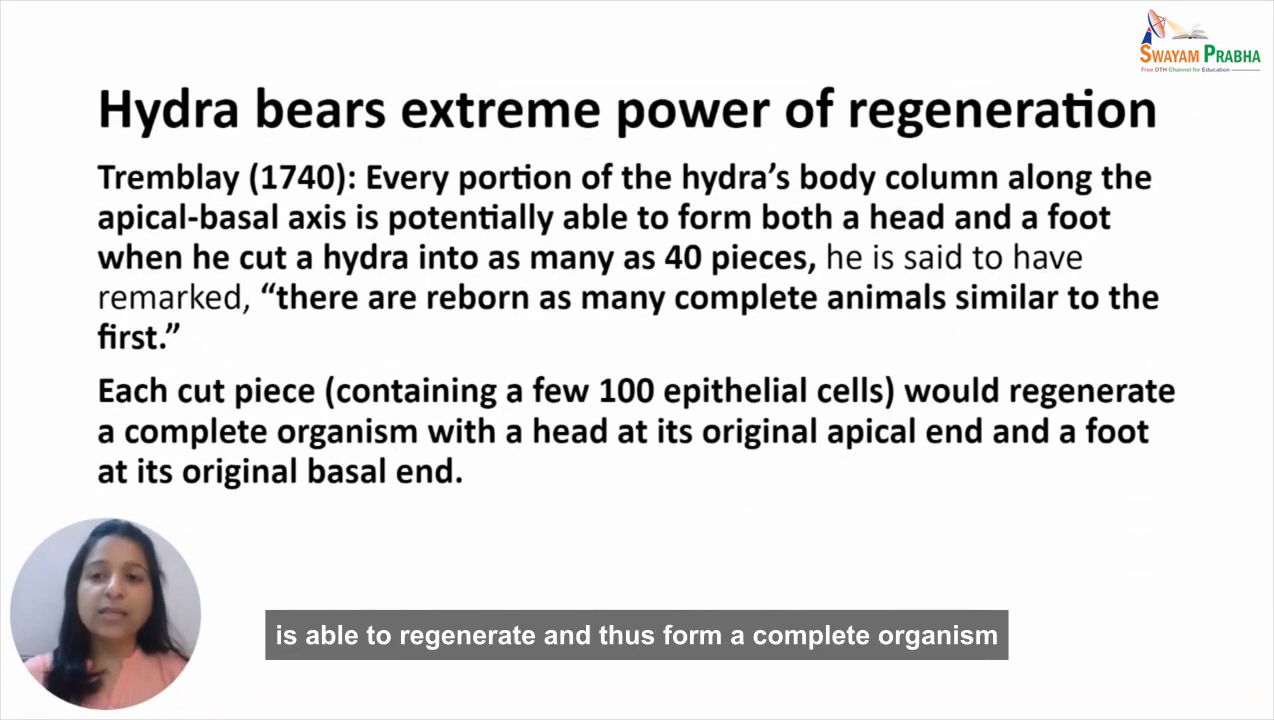 SWAYAM PRABHA
Free DTH Channel for Education
Hydra bears extreme power of regeneration
Tremblay (1740): Every portion of the hydra’s body column along the
apical-basal axis is potentially able to form both a head and a foot
when he cut a hydra into as many as 40 pieces, he is said to have
remarked, “there are reborn as many complete animals similar to the
first.”
Each cut piece (containing a few 100 epithelial cells) would regenerate
a complete organism with a head at its original apical end and a foot
at its original basal end.
is able to regenerate and thus form a complete organism